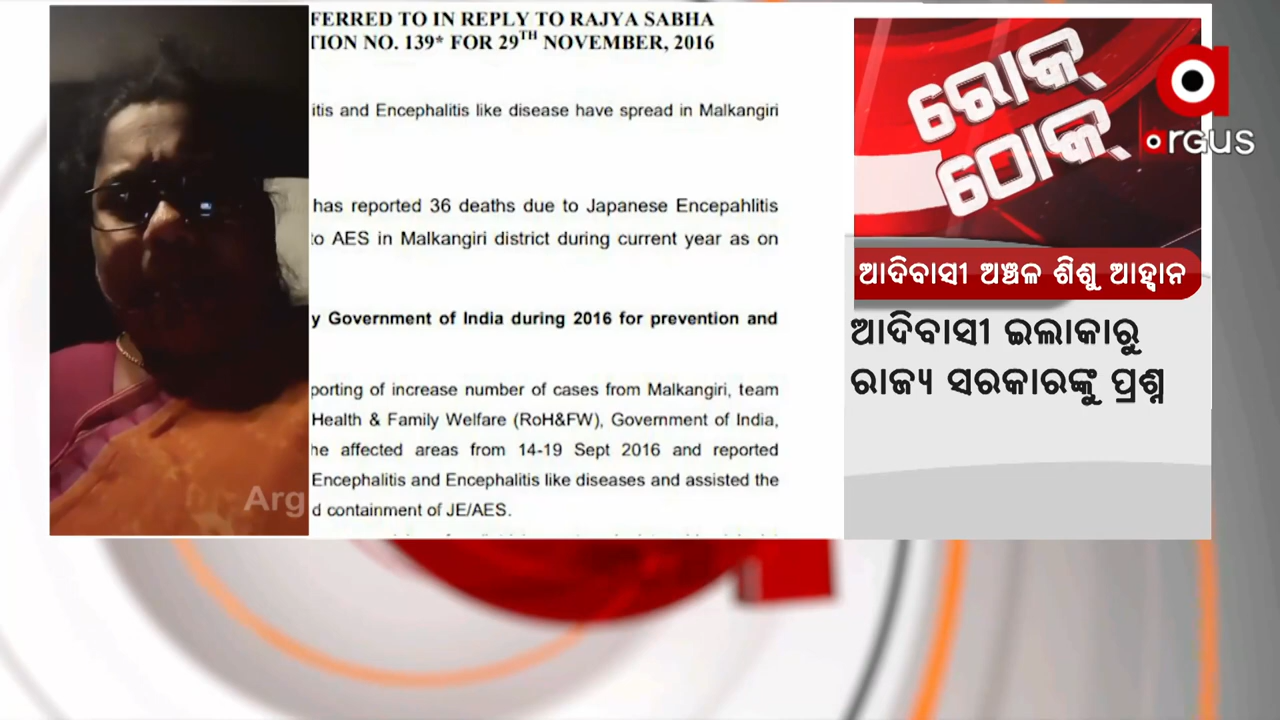 FERRED TO IN REPLY TO RAJYA SABHA
TION NO. 139* FOR 29TH NOVEMBER, 2016
itis and Encephalitis like disease have spread in Malkangiri
has reported 36 deaths due to Japanese Encepahlitis
to AES in Malkangiri district during current year as on
y Government of India during 2016 for prevention and
porting of increase number of cases from Malkangiri, team
Health & Family Welfare (RoH&FW), Government of India,
he affected areas from 14-19 Sept 2016 and reported
Encephalitis and Encephalitis like diseases and assisted the
d containment of JE/AES.
Arg
ରୋକ୍
ଠୋକ୍
argus
ଆଦିବାସୀ ଅଞ୍ଚଳ ଶିଶୁ ଆହ୍ୱାନ
ଆଦିବାସୀ ଇଲାକାରୁ
ରାଜ୍ୟ ସରକାରଙ୍କୁ ପ୍ରଶ୍ନ